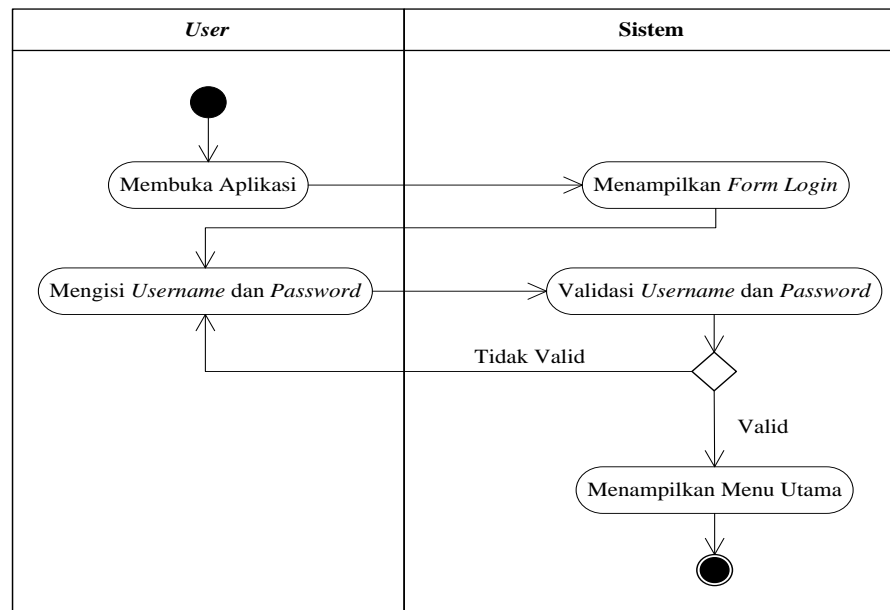 User
Sistem
Membuka Aplikasi
Menampilkan Form Login
Mengisi Username dan Password
Validasi Username dan Password
Tidak Valid
Valid
Menampilkan Menu Utama